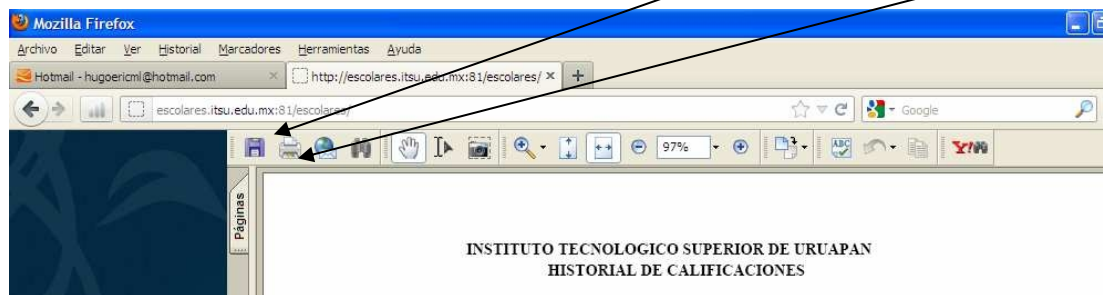 Mozilla Firefox
Archivo Editar Ver Historial Marcadores Herramientas Ayuda
Hotmail - hugoericml@hotmail.com × http://escolares.itsu.edu.mx:81/escolares/ × +
escolares.itsu.edu.mx:81/escolares/ Google
97% ABC Y!
Páginas
INSTITUTO TECNOLOGICO SUPERIOR DE URUAPAN
HISTORIAL DE CALIFICACIONES